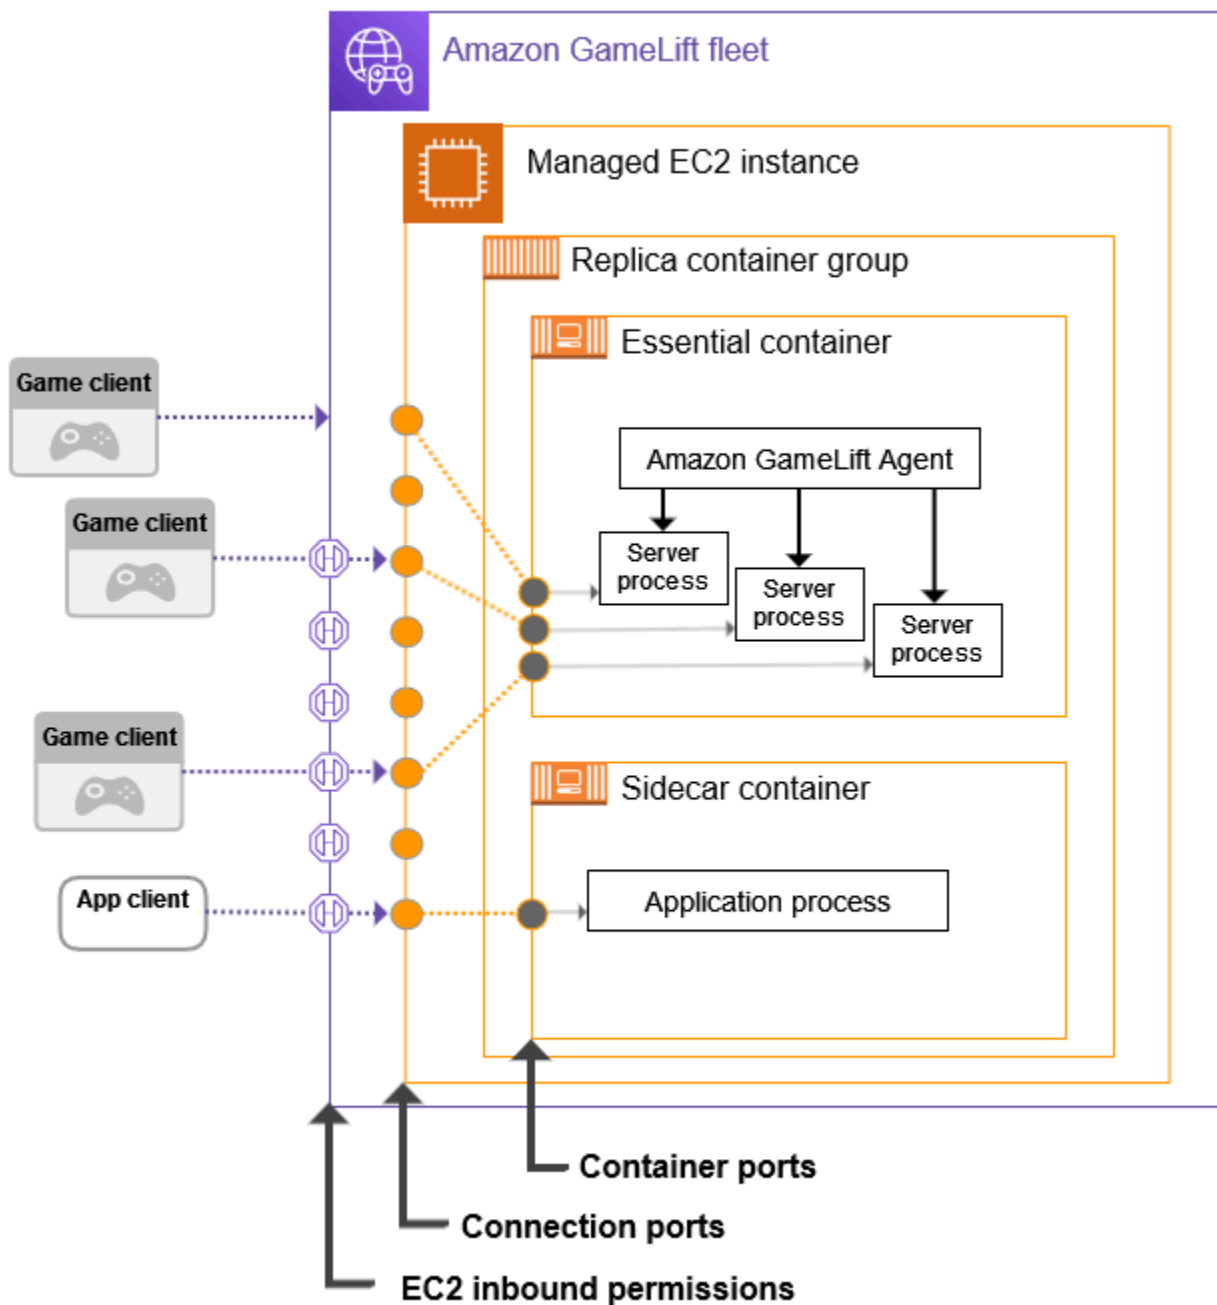 Amazon GameLift fleet
Managed EC2 instance
Replica container group
Essential container
Game client
Amazon GameLift Agent
Game client
Server
process
Server
process
Server
process
Game client
Sidecar container
App client
Application process
Container ports
Connection ports
EC2 inbound permissions